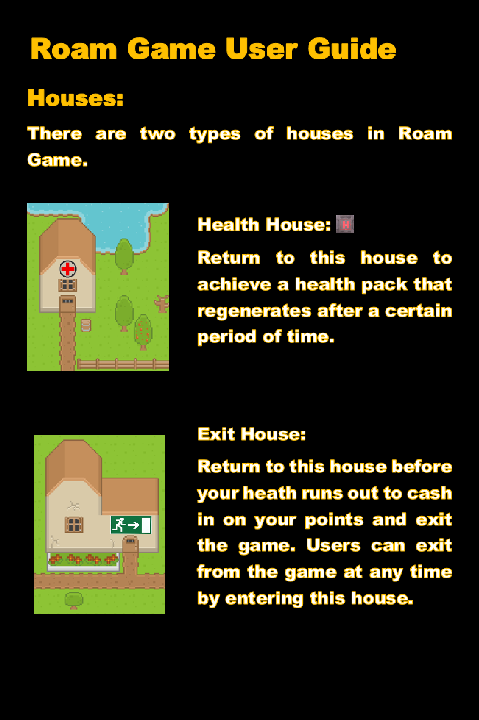 Roam Game User Guide
Houses:
There are two types of houses in Roam
Game.
Health House:
Return to this house to
achieve a health pack that
regenerates after a certain
period of time.
Exit House:
Return to this house before
your heath runs out to cash
in on your points and exit
the game. Users can exit
from the game at any time
by entering this house.